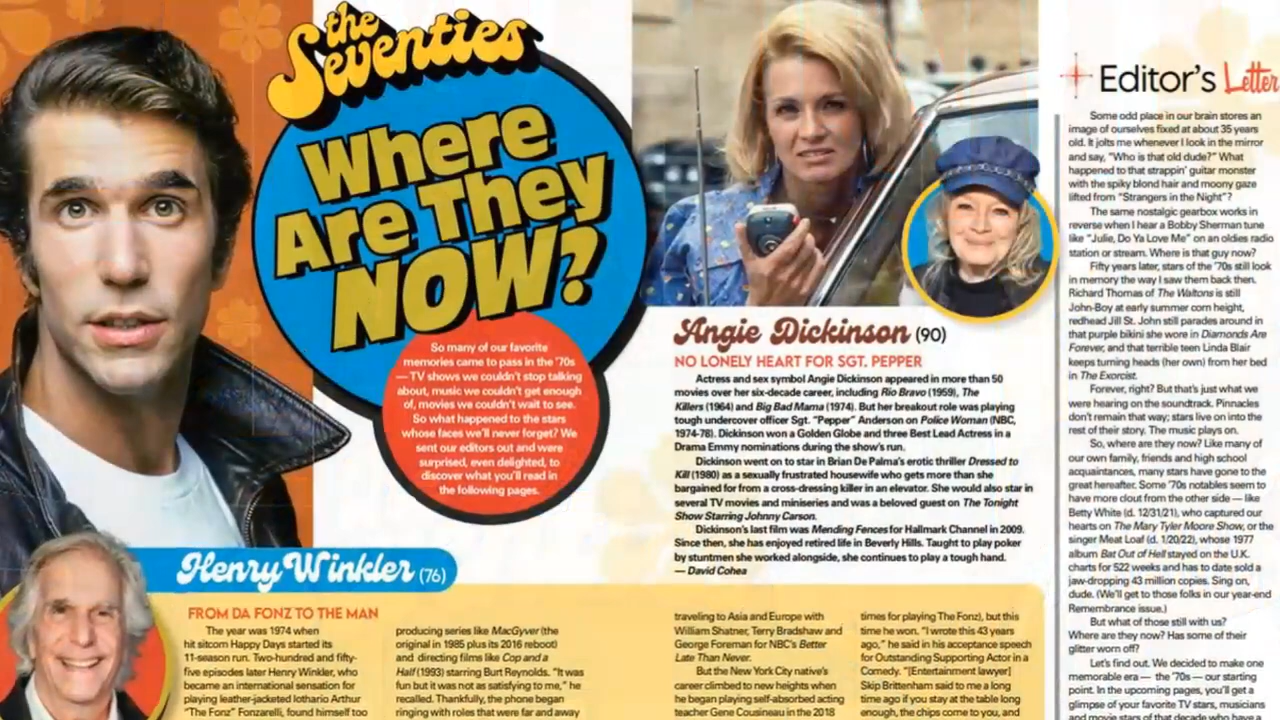 the
Seventies
Where
Are They
NOW?
So many of our favorite
memories came to pass in the '70s
— TV shows we couldn't stop talking
about, music we couldn't get enough
of, movies we couldn't wait to see.
So what happened to the stars
whose faces we'll never forget? We
sent our editors out and were
surprised, even delighted, to
discover what you'll read in
the following pages.
Henry Winkler (76)
FROM DA FONZ TO THE MAN
The year was 1974 when
hit sitcom Happy Days started its
11-season run. Two-hundred and fifty-
five episodes later Henry Winkler, who
became an international sensation for
playing leather-jacketed lothario Arthur
"The Fonz" Fonzarelli, found himself too
producing series like MacGyver (the
original in 1985 plus its 2016 reboot)
and directing films like Cop and a
Half (1993) starring Burt Reynolds. "It was
fun but it was not as satisfying to me," he
recalled. Thankfully, the phone began
ringing with roles that were far and away
Angie Dickinson (90)
NO LONELY HEART FOR SGT. PEPPER
Actress and sex symbol Angie Dickinson appeared in more than 50
movies over her six-decade career, including Rio Bravo (1959), The
Killers (1964) and Big Bad Mama (1974). But her breakout role was playing
tough undercover officer Sgt. "Pepper" Anderson on Police Woman (NBC,
1974-78). Dickinson won a Golden Globe and three Best Lead Actress in a
Drama Emmy nominations during the show's run.
Dickinson went on to star in Brian De Palma's erotic thriller Dressed to
Kill (1980) as a sexually frustrated housewife who gets more than she
bargained for from a cross-dressing killer in an elevator. She would also star in
several TV movies and miniseries and was a beloved guest on The Tonight
Show Starring Johnny Carson.
Dickinson's last film was Mending Fences for Hallmark Channel in 2009.
Since then, she has enjoyed retired life in Beverly Hills. Taught to play poker
by stuntmen she worked alongside, she continues to play a tough hand.
— David Cohea
traveling to Asia and Europe with
William Shatner, Terry Bradshaw and
George Foreman for NBC's Better
Late Than Never.
But the New York City native's
career climbed to new heights when
he began playing self-absorbed acting
teacher Gene Cousineau in the 2018
times for playing The Fonz), but this
time he won. "I wrote this 43 years
ago," he said in his acceptance speech
for Outstanding Supporting Actor in a
Comedy. "[Entertainment lawyer]
Skip Brittenham said to me a long
time ago if you stay at the table long
enough, the chips come to you, and
Editor's Letter
Some odd place in our brain stores an
image of ourselves fixed at about 35 years
old. It jolts me whenever I look in the mirror
and say, "Who is that old dude?" What
happened to that strappin' guitar monster
with the spiky blond hair and moony gaze
lifted from "Strangers in the Night"?
The same nostalgic gearbox works in
reverse when I hear a Bobby Sherman tune
like "Julie, Do Ya Love Me" on an oldies radio
station or stream. Where is that guy now?
Fifty years later, stars of the '70s still look
in memory the way I saw them back then.
Richard Thomas of The Waltons is still
John-Boy at early summer corn height,
redhead Jill St. John still parades around in
that purple bikini she wore in Diamonds Are
Forever, and that terrible teen Linda Blair
keeps turning heads (her own) from her bed
in The Exorcist.
Forever, right? But that's just what we
were hearing on the soundtrack. Pinnacles
don't remain that way; stars live on into the
rest of their story. The music plays on.
So, where are they now? Like many of
our own family, friends and high school
acquaintances, many stars have gone to the
great hereafter. Some '70s notables seem to
have more clout from the other side — like
Betty White (d. 12/31/21), who captured our
hearts on The Mary Tyler Moore Show, or the
singer Meat Loaf (d. 1/20/22), whose 1977
album Bat Out of Hell stayed on the U.K.
charts for 522 weeks and has to date sold a
jaw-dropping 43 million copies. Sing on,
dude. (We'll get to those folks in our year-end
Remembrance issue.)
But what of those still with us?
Where are they now? Has some of their
glitter worn off?
Let's find out. We decided to make one
memorable era — the '70s — our starting
point. In the upcoming pages, you'll get a
glimpse of your favorite TV stars, musicians
and movie stars of that decade who have a